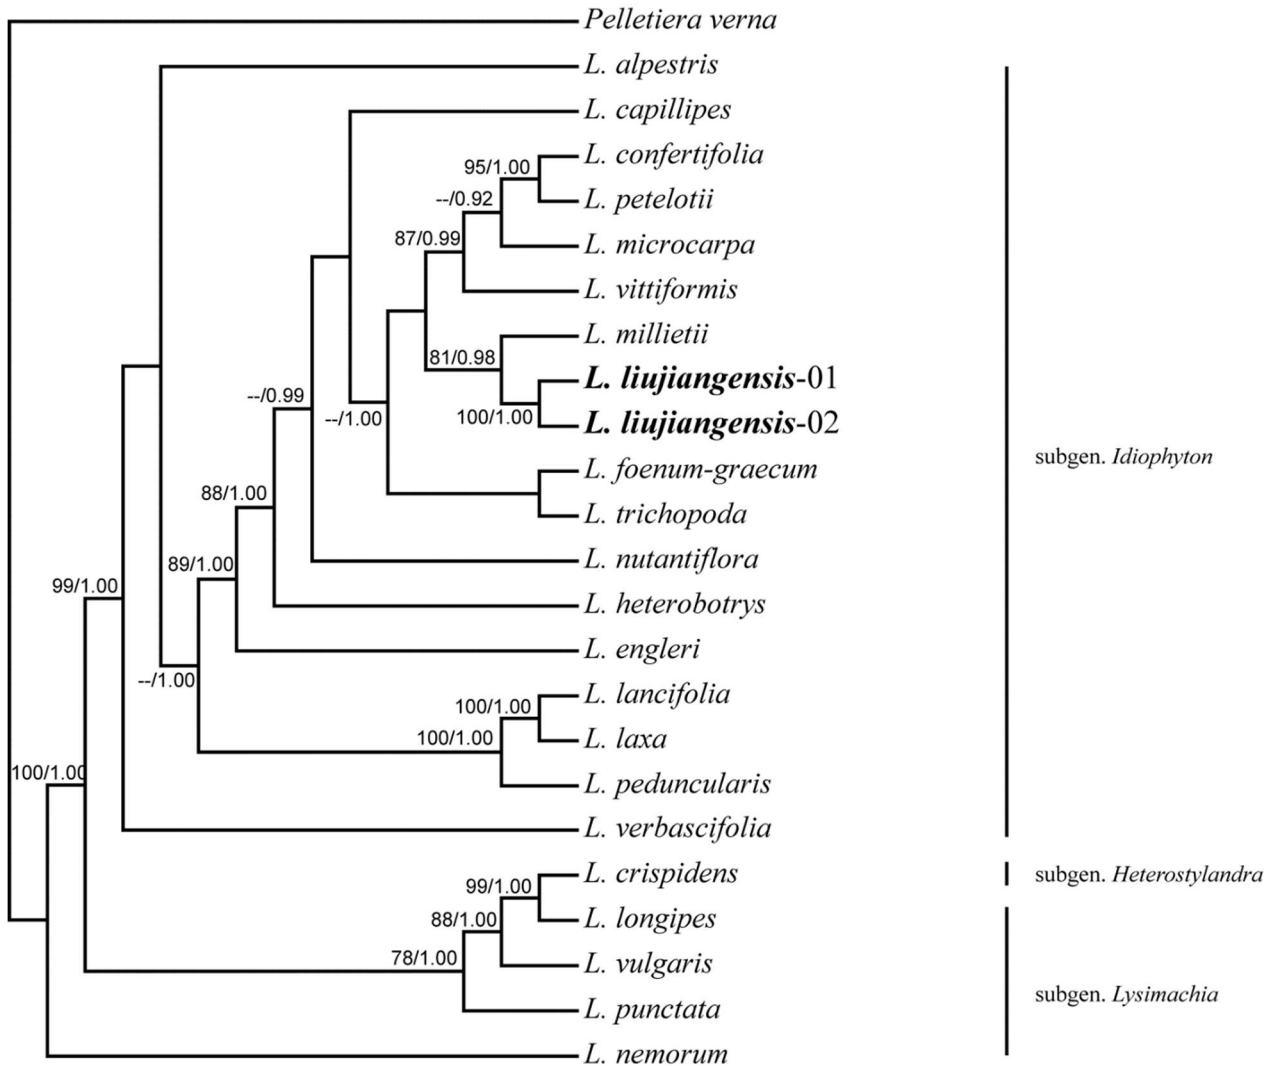 Pelletiera verna
L. alpestris
L. capillipes
95/1.00
L. confertifolia
--/0.92
L. petelotii
87/0.99
L. microcarpa
L. vittiformis
L. millietii
81/0.98
L. liujiangensis-01
--/0.99
--/1.00
100/1.00
L. liujiangensis-02
subgen. Idiophyton
L. foenum-graecum
88/1.00
L. trichopoda
89/1.00
L. nutantiflora
99/1.00
L. heterobotrys
L. engleri
--/1.00
L. lancifolia
100/1.00
100/1.00
L. laxa
100/1.00
L. peduncularis
L. verbascifolia
L. crispidens
subgen. Heterostylandra
99/1.00
88/1.00
L. longipes
78/1.00
L. vulgaris
subgen. Lysimachia
L. punctata
L. nemorum